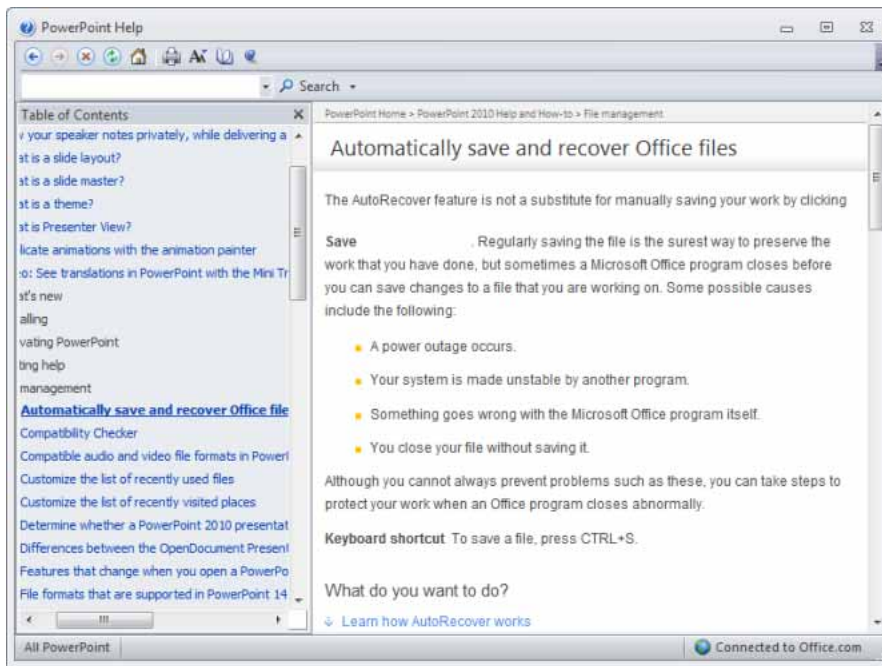 PowerPoint Help
Search
Table of Contents
your speaker notes privately, while delivering a
at is a slide layout?
at is a slide master?
at is a theme?
at is Presenter View?
licate animations with the animation painter
eo: See translations in PowerPoint with the Mini Tr
at's new
alling
vating PowerPoint
ting help
management
Automatically save and recover Office file
Compatibility Checker
Compatible audio and video file formats in Power
Customize the list of recently used files
Customize the list of recently visited places
Determine whether a PowerPoint 2010 presentat
Differences between the OpenDocument Present
Features that change when you open a PowerPo
File formats that are supported in PowerPoint 14
PowerPoint Home > PowerPoint 2010 Help and How-to > File management
Automatically save and recover Office files
The AutoRecover feature is not a substitute for manually saving your work by clicking
Save . Regularly saving the file is the surest way to preserve the
work that you have done, but sometimes a Microsoft Office program closes before
you can save changes to a file that you are working on. Some possible causes
include the following:
A power outage occurs.
Your system is made unstable by another program.
Something goes wrong with the Microsoft Office program itself.
You close your file without saving it.
Although you cannot always prevent problems such as these, you can take steps to
protect your work when an Office program closes abnormally.
Keyboard shortcut To save a file, press CTRL+S.
What do you want to do?
Learn how AutoRecover works
All PowerPoint
Connected to Office.com